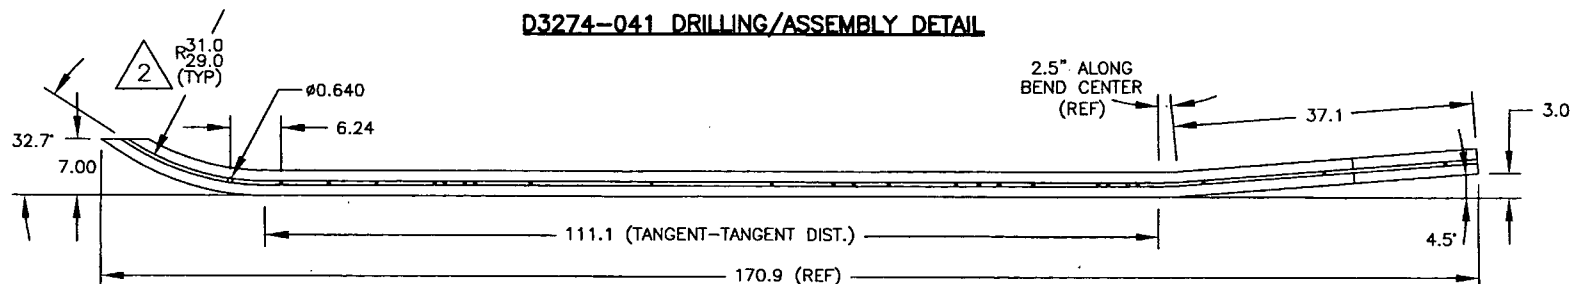 D3274-041 DRILLING/ASSEMBLY DETAIL
2
R31.0
29.0
(TYP)
ø0.640
6.24
32.7°
7.00
2.5" ALONG
BEND CENTER
(REF)
37.1
3.0
4.5°
111.1 (TANGENT-TANGENT DIST.)
170.9 (REF)